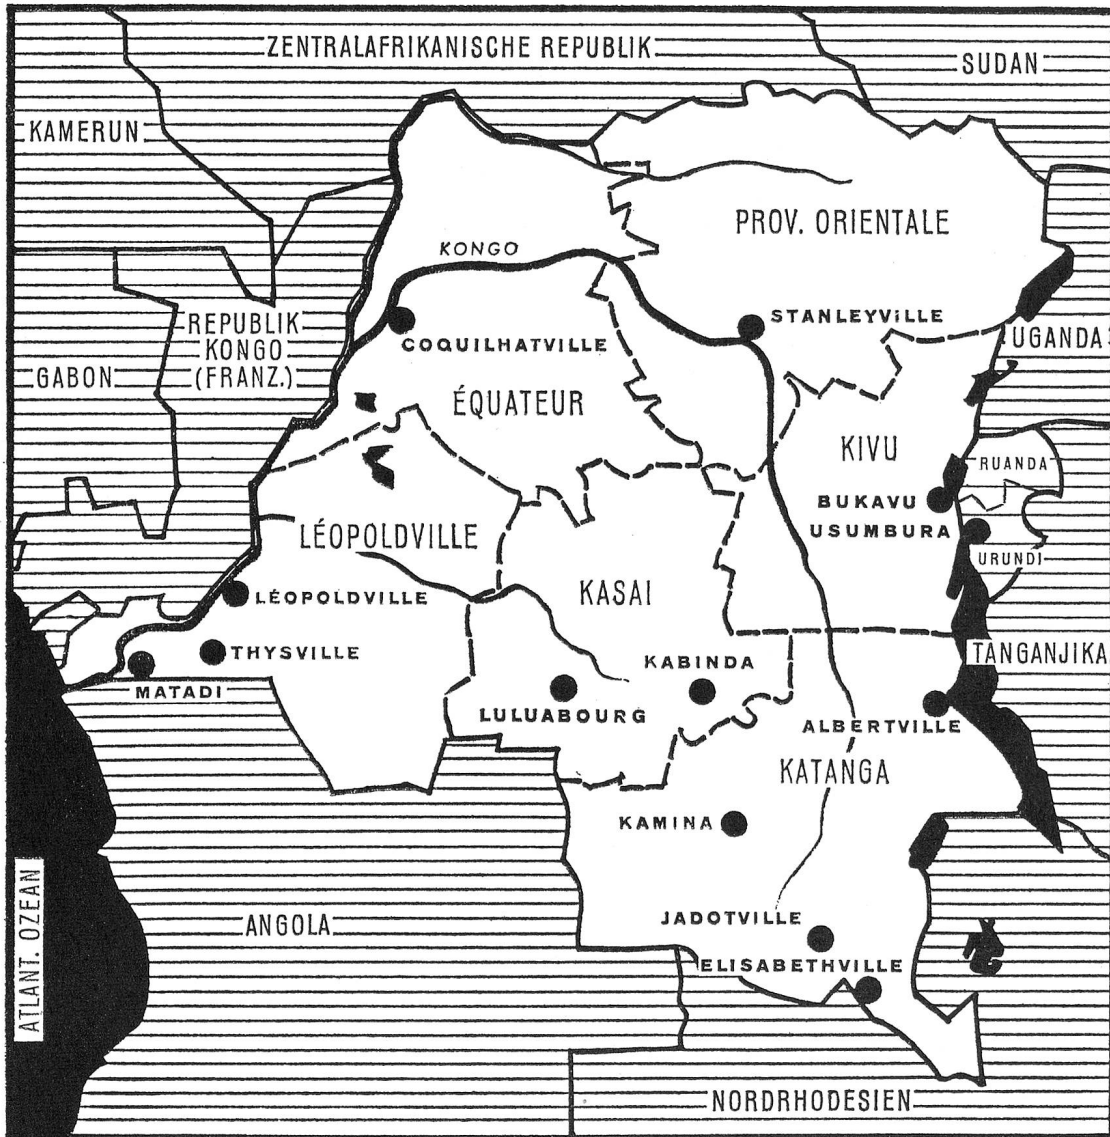 ZENTRALAFRIKANISCHE REPUBLIK
SUDAN
KAMERUN
PROV. ORIENTALE
KONGO
STANLEYVILLE
REPUBLIK
KONGO
(FRANZ.)
UGANDA
COQUILHATVILLE
GABON
ÉQUATEUR
KIVU
RUANDA
BUKAVU
USUMBURA
LÉOPOLDVILLE
URUNDI
KASAI
LÉOPOLDVILLE
THYSVILLE
TANGANJIKA
KABINDA
MATADI
LULUABOURG
ALBERTVILLE
KATANGA
KAMINA
ATLANT. OZEAN
ANGOLA
JADOTVILLE
ELISABETHVILLE
NORDRHODESIEN